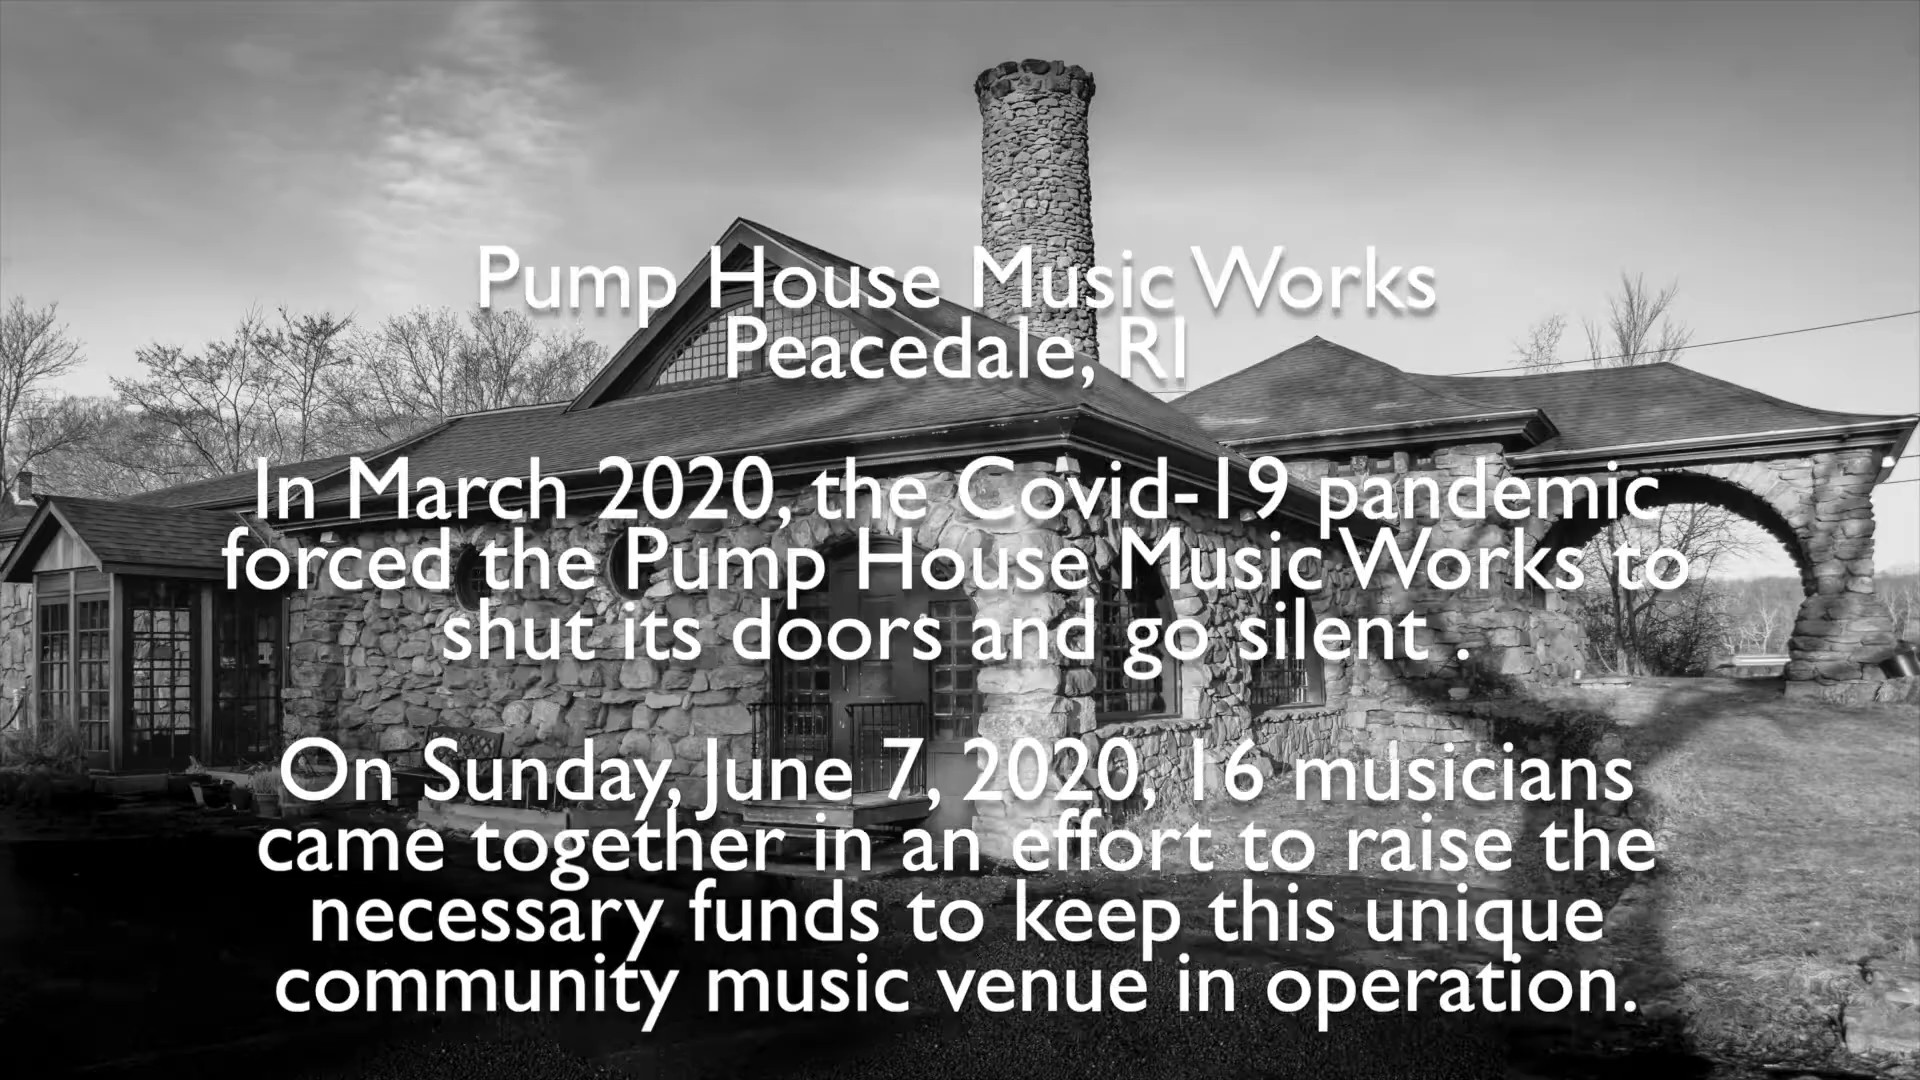 Pump House Music Works
Peacedale, RI
In March 2020, the Covid-19 pandemic
forced the Pump House Music Works to
shut its doors and go silent .
On Sunday, June 7, 2020, 16 musicians
came together in an effort to raise the
necessary funds to keep this unique
community music venue in operation.